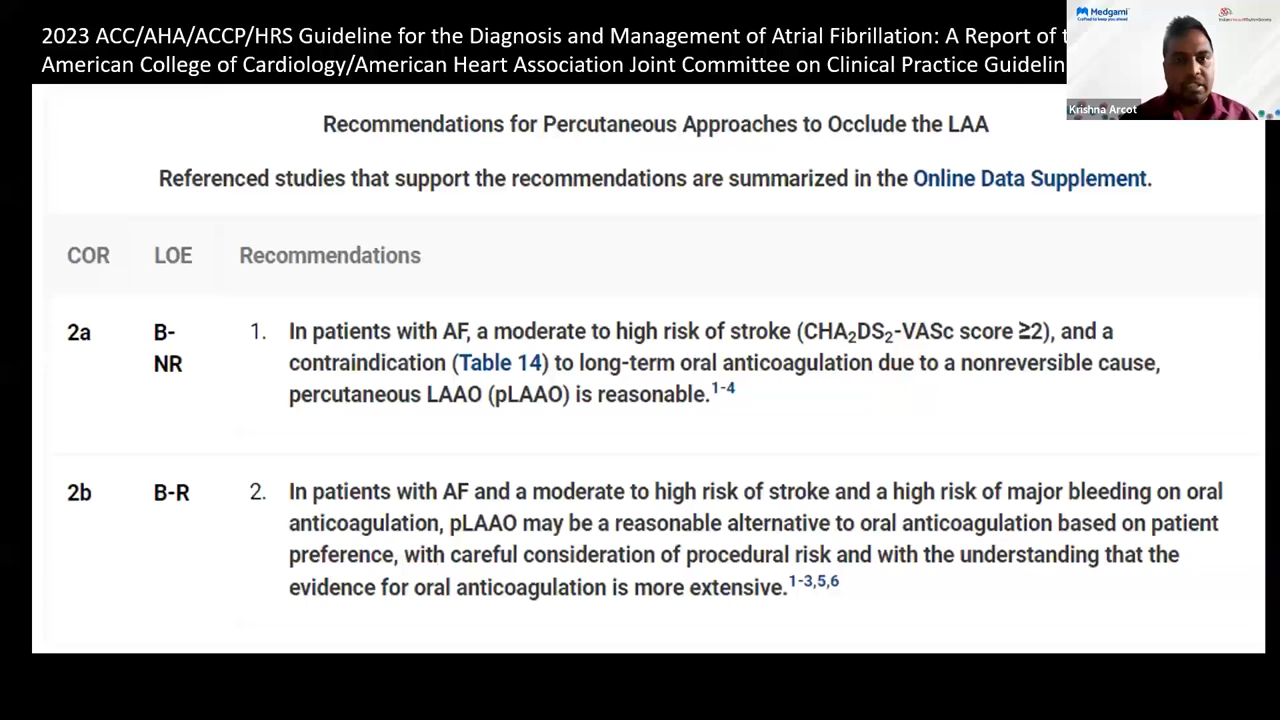 2023 ACC/AHA/ACCP/HRS Guideline for the Diagnosis and Management of Atrial Fibrillation: A Report of
American College of Cardiology/American Heart Association Joint Committee on Clinical Practice Guidelin
Medgami
Crafted to keep you ahead
Krishna Arcot
Recommendations for Percutaneous Approaches to Occlude the LAA
Referenced studies that support the recommendations are summarized in the Online Data Supplement.
COR LOE Recommendations
2a B-NR 1. In patients with AF, a moderate to high risk of stroke (CHA₂DS₂-VASc score ≥2), and a
contraindication (Table 14) to long-term oral anticoagulation due to a nonreversible cause,
percutaneous LAAO (pLAAO) is reasonable.¹⁻⁴
2b B-R 2. In patients with AF and a moderate to high risk of stroke and a high risk of major bleeding on oral
anticoagulation, pLAAO may be a reasonable alternative to oral anticoagulation based on patient
preference, with careful consideration of procedural risk and with the understanding that the
evidence for oral anticoagulation is more extensive.¹⁻³,⁵,⁶